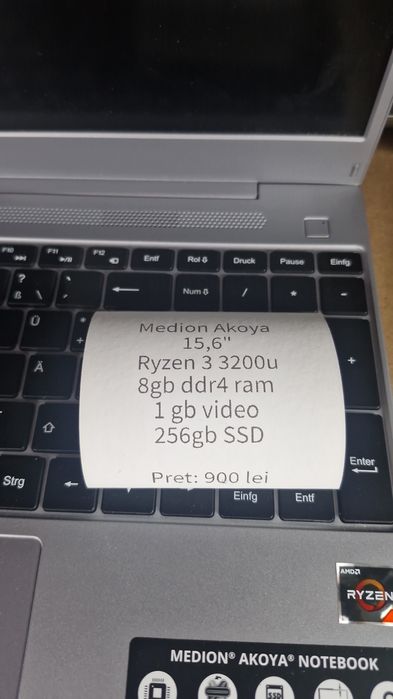 F10 F11 F12 Entf Rol Druck Pause Einfg
? ß \ Num / * -
Ü * +
Medion Akoya
15,6"
Ryzen 3 3200u
8gb ddr4 ram
1 gb video
256gb SSD
Pret: 900 lei
Ä +
Enter
Strg Einfg Entf
AMD
RYZEN
MEDION® AKOYA® NOTEBOOK
SSD